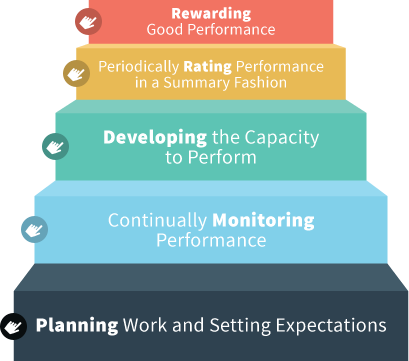 Rewarding
Good Performance
Periodically Rating Performance
in a Summary Fashion
Developing the Capacity
to Perform
Continually Monitoring
Performance
Planning Work and Setting Expectations